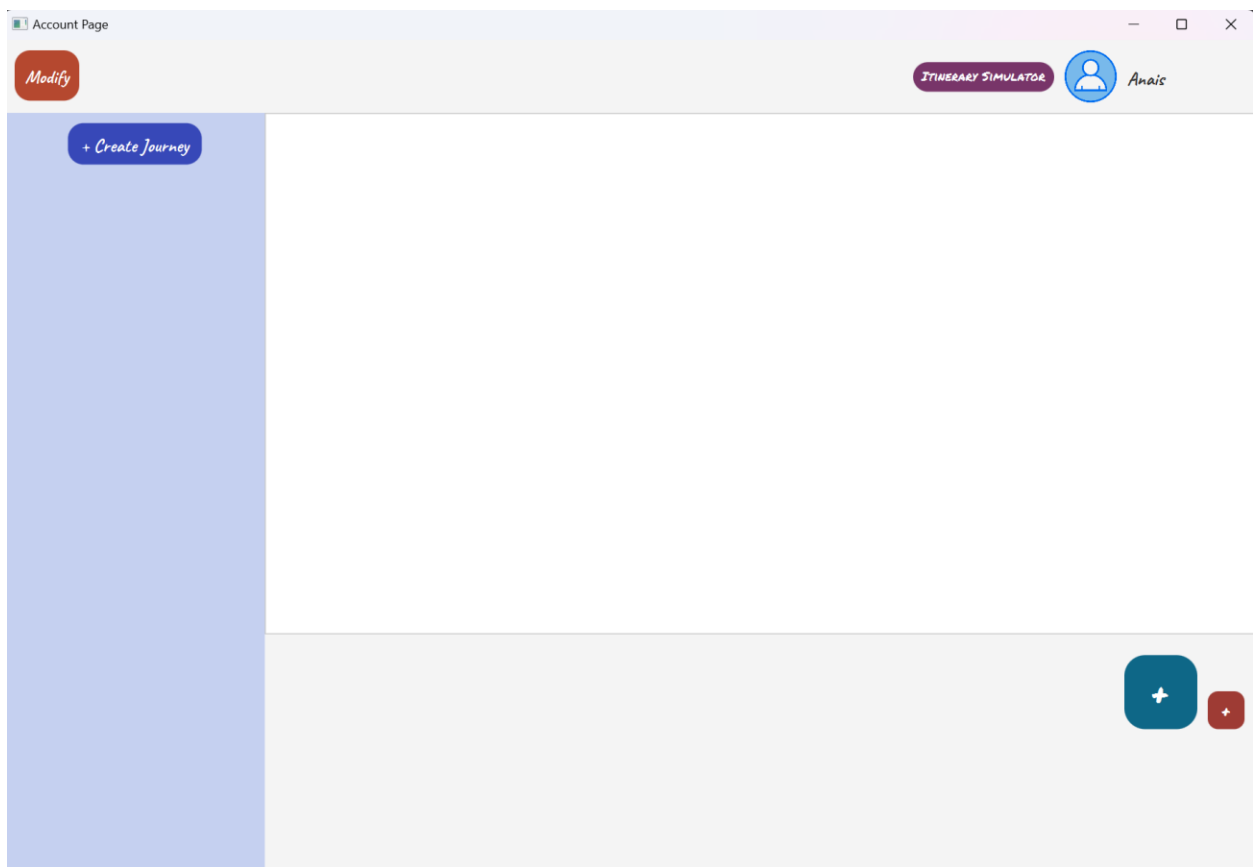 Account Page
Modify
ITINERARY SIMULATOR
Anais
+ Create Journey
+
+